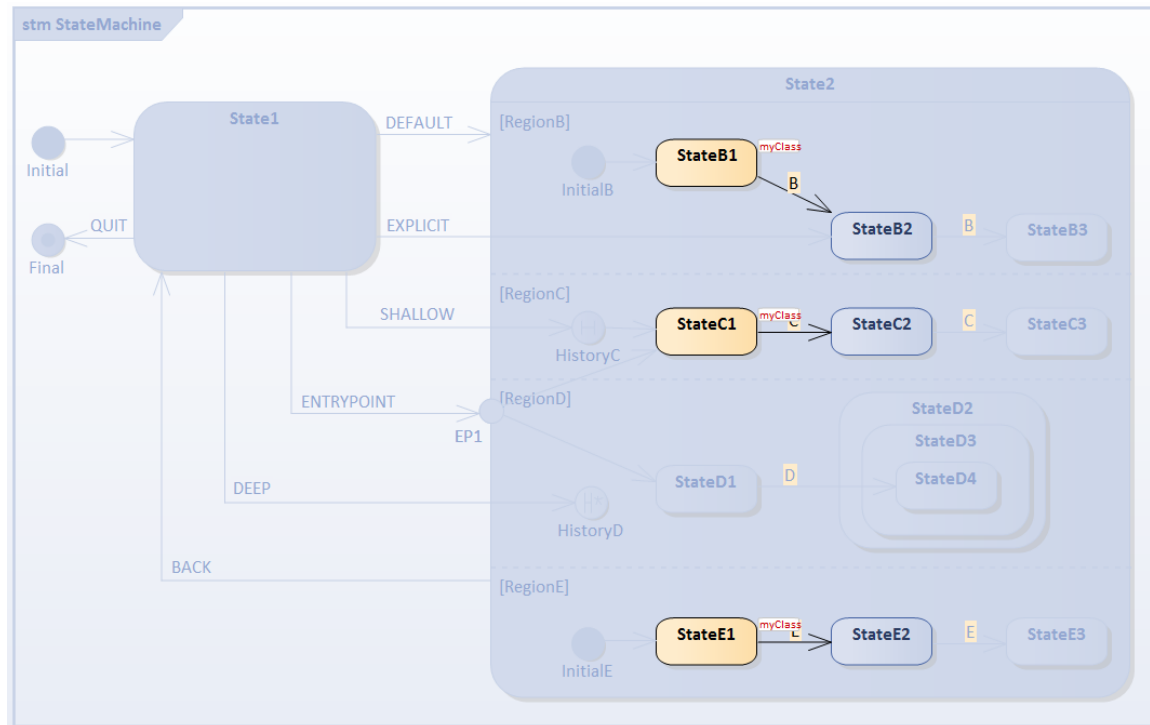 stm StateMachine
State2
State1
DEFAULT
[RegionB]
Initial
InitialB
StateB1
myClass
B
QUIT
EXPLICIT
StateB2
B
StateB3
Final
[RegionC]
SHALLOW
HistoryC
StateC1
myClass
C
StateC2
C
StateC3
ENTRYPOINT
EP1
[RegionD]
StateD2
StateD3
StateD1
D
StateD4
DEEP
HistoryD
BACK
[RegionE]
InitialE
StateE1
myClass
E
StateE2
E
StateE3